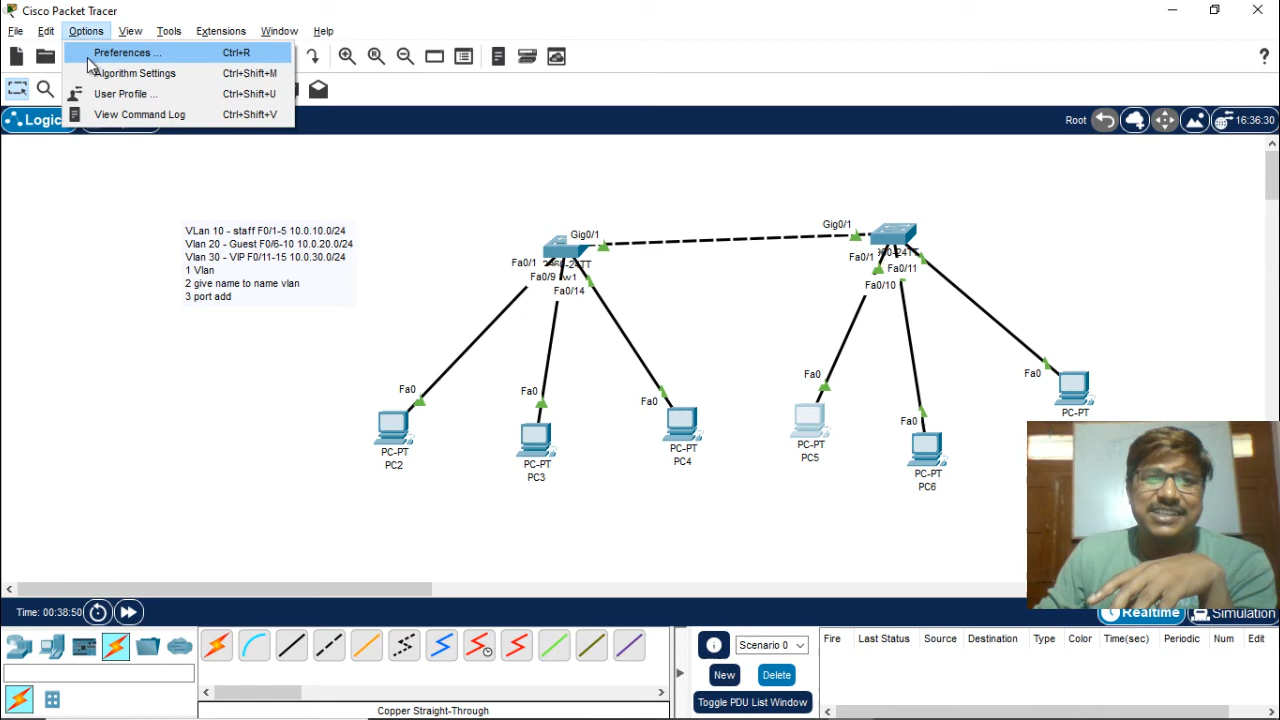 Cisco Packet Tracer
File Edit Options View Tools Extensions Window Help
Preferences ... Ctrl+R
Algorithm Settings Ctrl+Shift+M
User Profile ... Ctrl+Shift+U
View Command Log Ctrl+Shift+V
Logic
Root
16:36:30
VLan 10 - staff F0/1-5 10.0.10.0/24
Vlan 20 - Guest F0/6-10 10.0.20.0/24
Vlan 30 - VIP F0/11-15 10.0.30.0/24
1 Vlan
2 give name to name vlan
3 port add
Gig0/1
Fa0/1
Fa0/9
Fa0/14
Gig0/1
Fa0/1
Fa0/11
Fa0/10
Fa0
Fa0
Fa0
Fa0
Fa0
Fa0
PC-PT
PC2
PC-PT
PC3
PC-PT
PC4
PC-PT
PC5
PC-PT
PC6
PC-PT
Time: 00:38:50
Realtime
Simulation
Scenario 0
New
Delete
Toggle PDU List Window
Fire Last Status Source Destination Type Color Time(sec) Periodic Num Edit
Copper Straight-Through